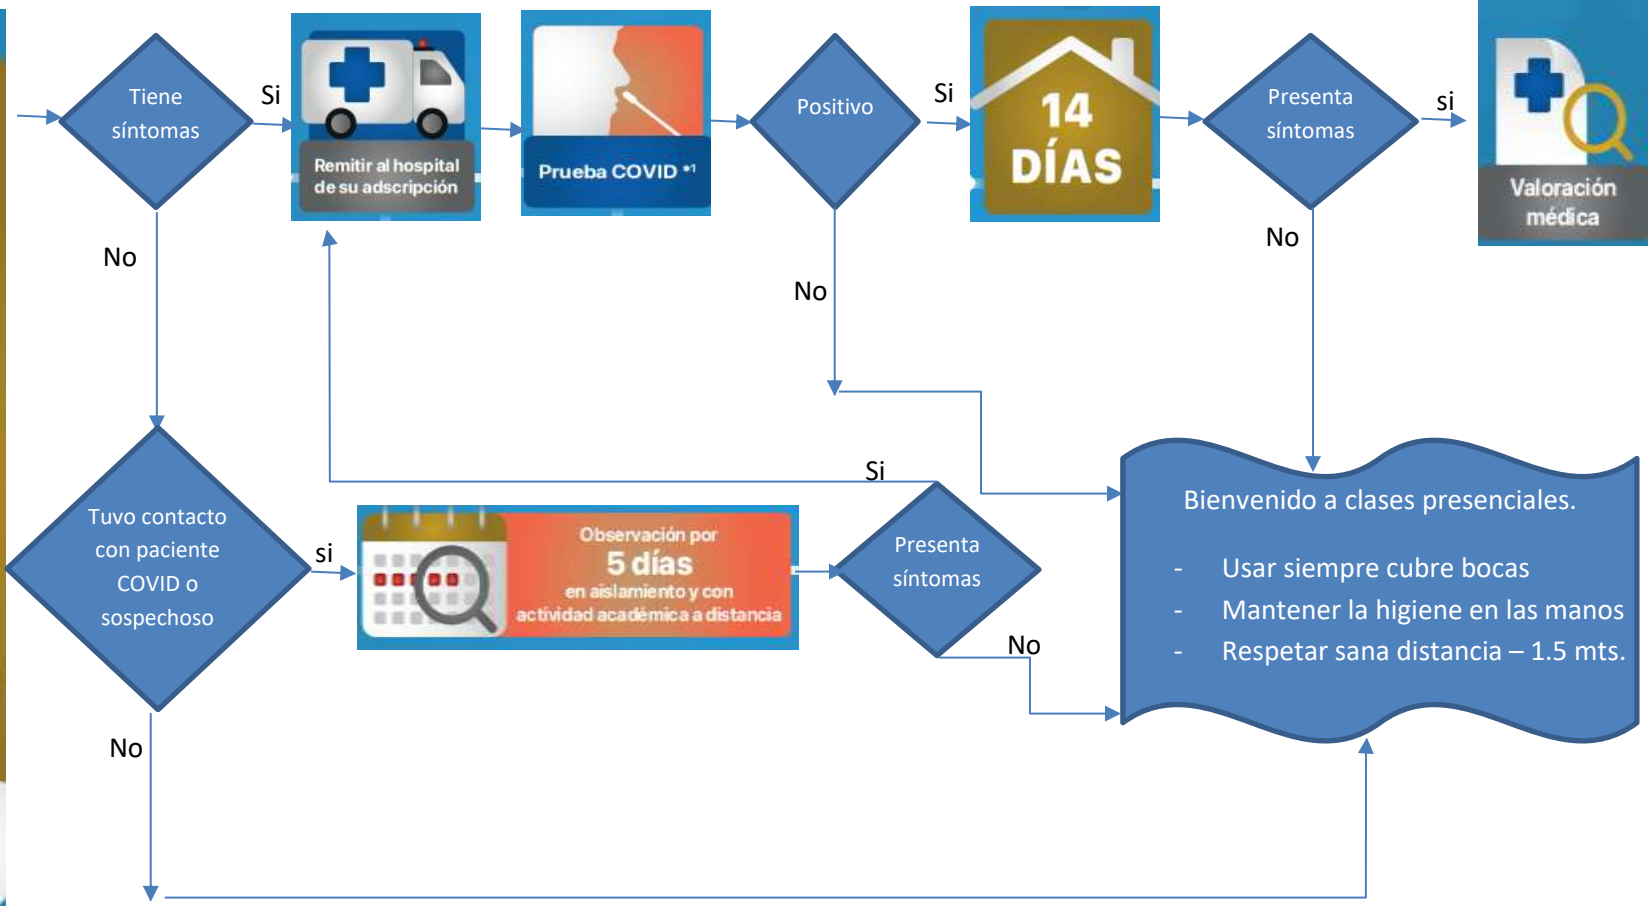 Tiene
síntomas
Si
Remitir al hospital
de su adscripción
Prueba COVID *1
Positivo
Si
14
DÍAS
Presenta
síntomas
si
Valoración
médica
No
No
No
Tuvo contacto
con paciente
COVID o
sospechoso
si
Observación por
5 días
en aislamiento y con
actividad académica a distancia
Si
Presenta
síntomas
No
Bienvenido a clases presenciales.
- Usar siempre cubre bocas
- Mantener la higiene en las manos
- Respetar sana distancia – 1.5 mts.
No